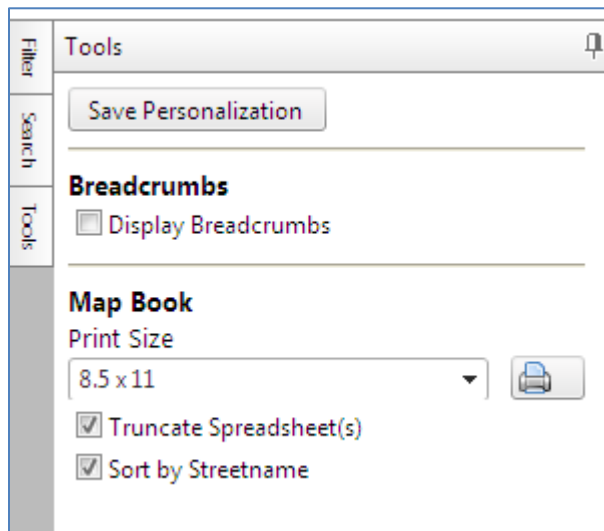 Filter
Search
Tools
Tools
Save Personalization
Breadcrumbs
Display Breadcrumbs
Map Book
Print Size
8.5 x 11
Truncate Spreadsheet(s)
Sort by Streetname